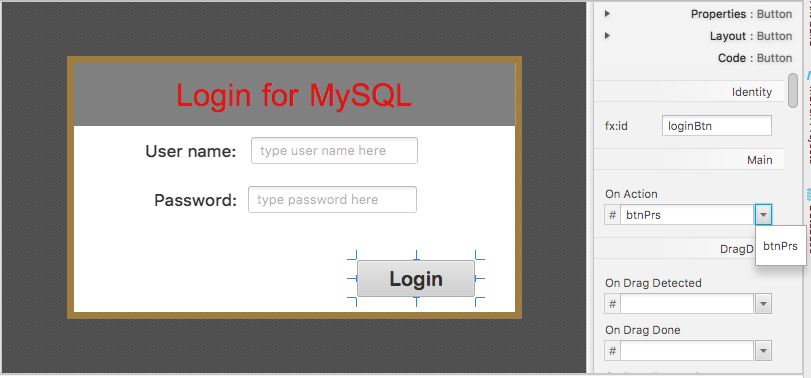 Login for MySQL
User name:
type user name here
Password:
type password here
Login
Properties : Button
Layout : Button
Code : Button
Identity
fx:id
loginBtn
Main
On Action
# btnPrs
btnPrs
DragD
On Drag Detected
#
On Drag Done
#